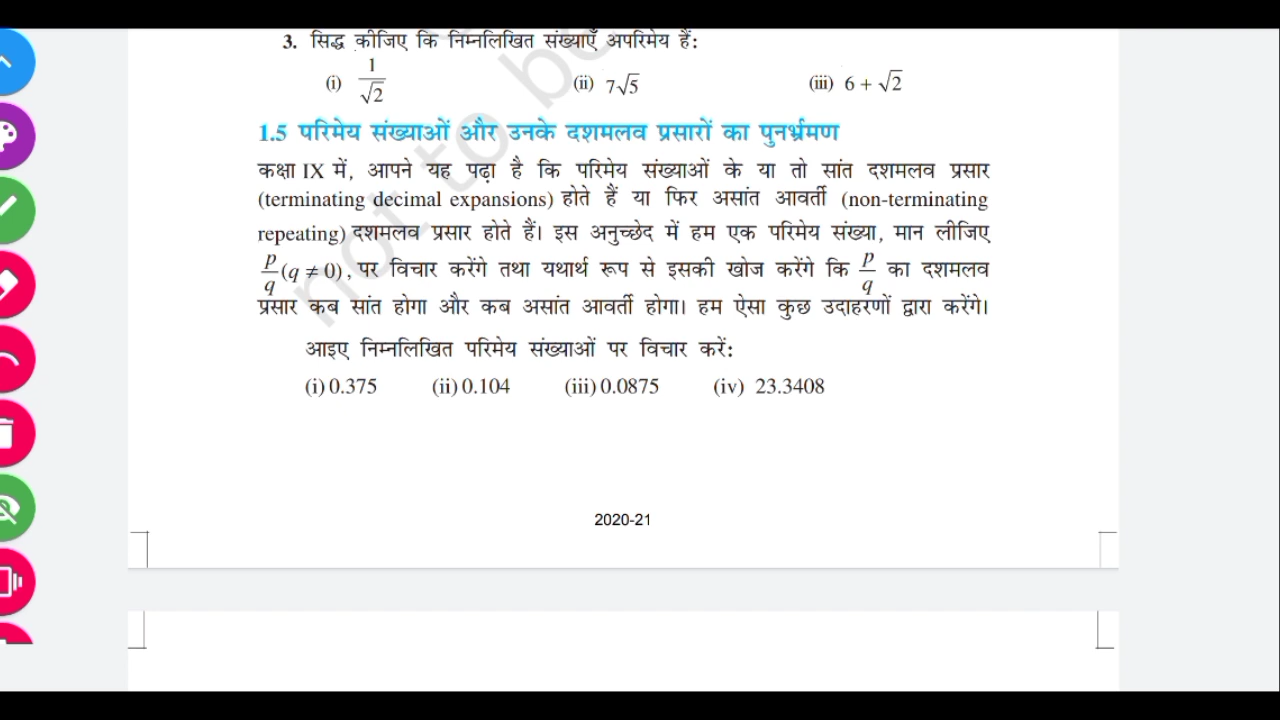 3. सिद्ध कीजिए कि निम्नलिखित संख्याएँ अपरिमेय हैं:
(i) 1/√2 (ii) 7√5 (iii) 6 + √2
1.5 परिमेय संख्याओं और उनके दशमलव प्रसारों का पुनर्भ्रमण
कक्षा IX में, आपने यह पढ़ा है कि परिमेय संख्याओं के या तो सांत दशमलव प्रसार
(terminating decimal expansions) होते हैं या फिर असांत आवर्ती (non-terminating
repeating) दशमलव प्रसार होते हैं। इस अनुच्छेद में हम एक परिमेय संख्या, मान लीजिए
p/q (q ≠ 0), पर विचार करेंगे तथा यथार्थ रूप से इसकी खोज करेंगे कि p/q का दशमलव
प्रसार कब सांत होगा और कब असांत आवर्ती होगा। हम ऐसा कुछ उदाहरणों द्वारा करेंगे।
आइए निम्नलिखित परिमेय संख्याओं पर विचार करें:
(i) 0.375 (ii) 0.104 (iii) 0.0875 (iv) 23.3408
not to be
2020-21